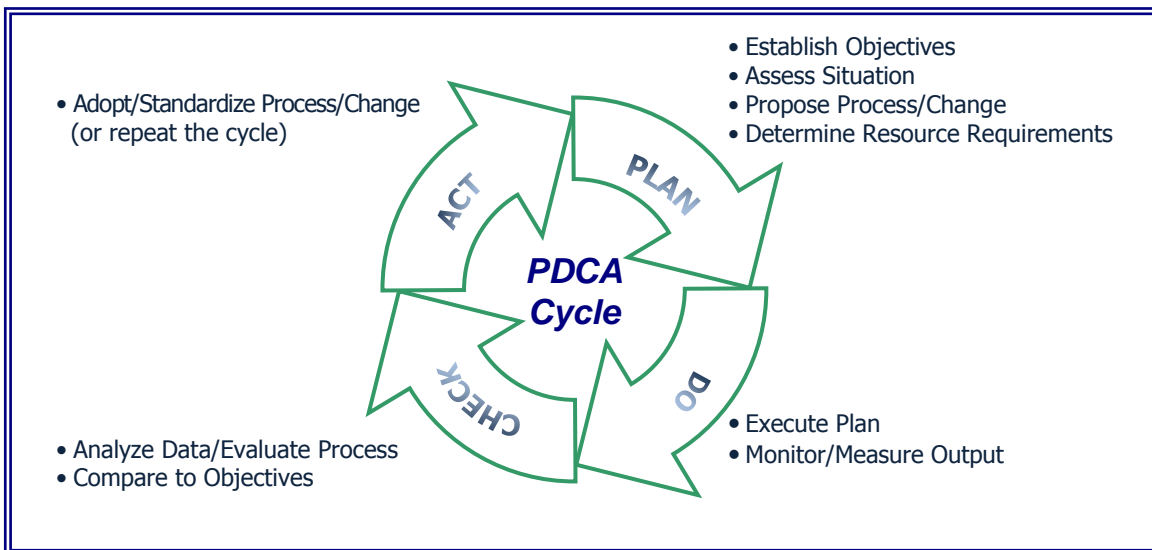 • Establish Objectives
• Assess Situation
• Propose Process/Change
• Determine Resource Requirements
• Adopt/Standardize Process/Change
(or repeat the cycle)
PLAN
ACT
PDCA
Cycle
DO
CHECK
• Execute Plan
• Monitor/Measure Output
• Analyze Data/Evaluate Process
• Compare to Objectives